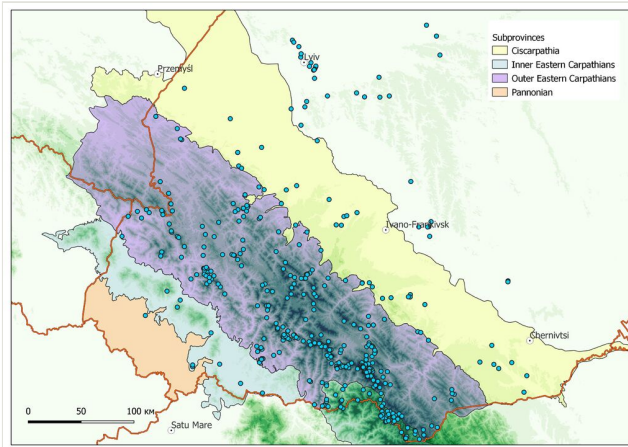 Subprovinces
Ciscarpathia
Inner Eastern Carpathians
Outer Eastern Carpathians
Pannonian
Lviv
Przemyśl
Ivano-Frankivsk
Chernivtsi
0 50 100 км
Satu Mare